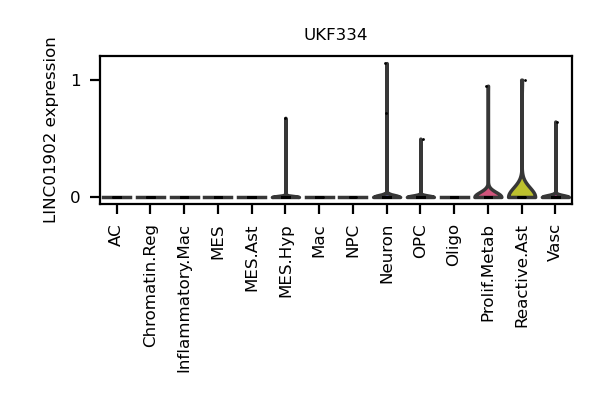 UKF334
LINC01902 expression
1
0
AC
Chromatin.Reg
Inflammatory.Mac
MES
MES.Ast
MES.Hyp
Mac
NPC
Neuron
OPC
Oligo
Prolif.Metab
Reactive.Ast
Vasc